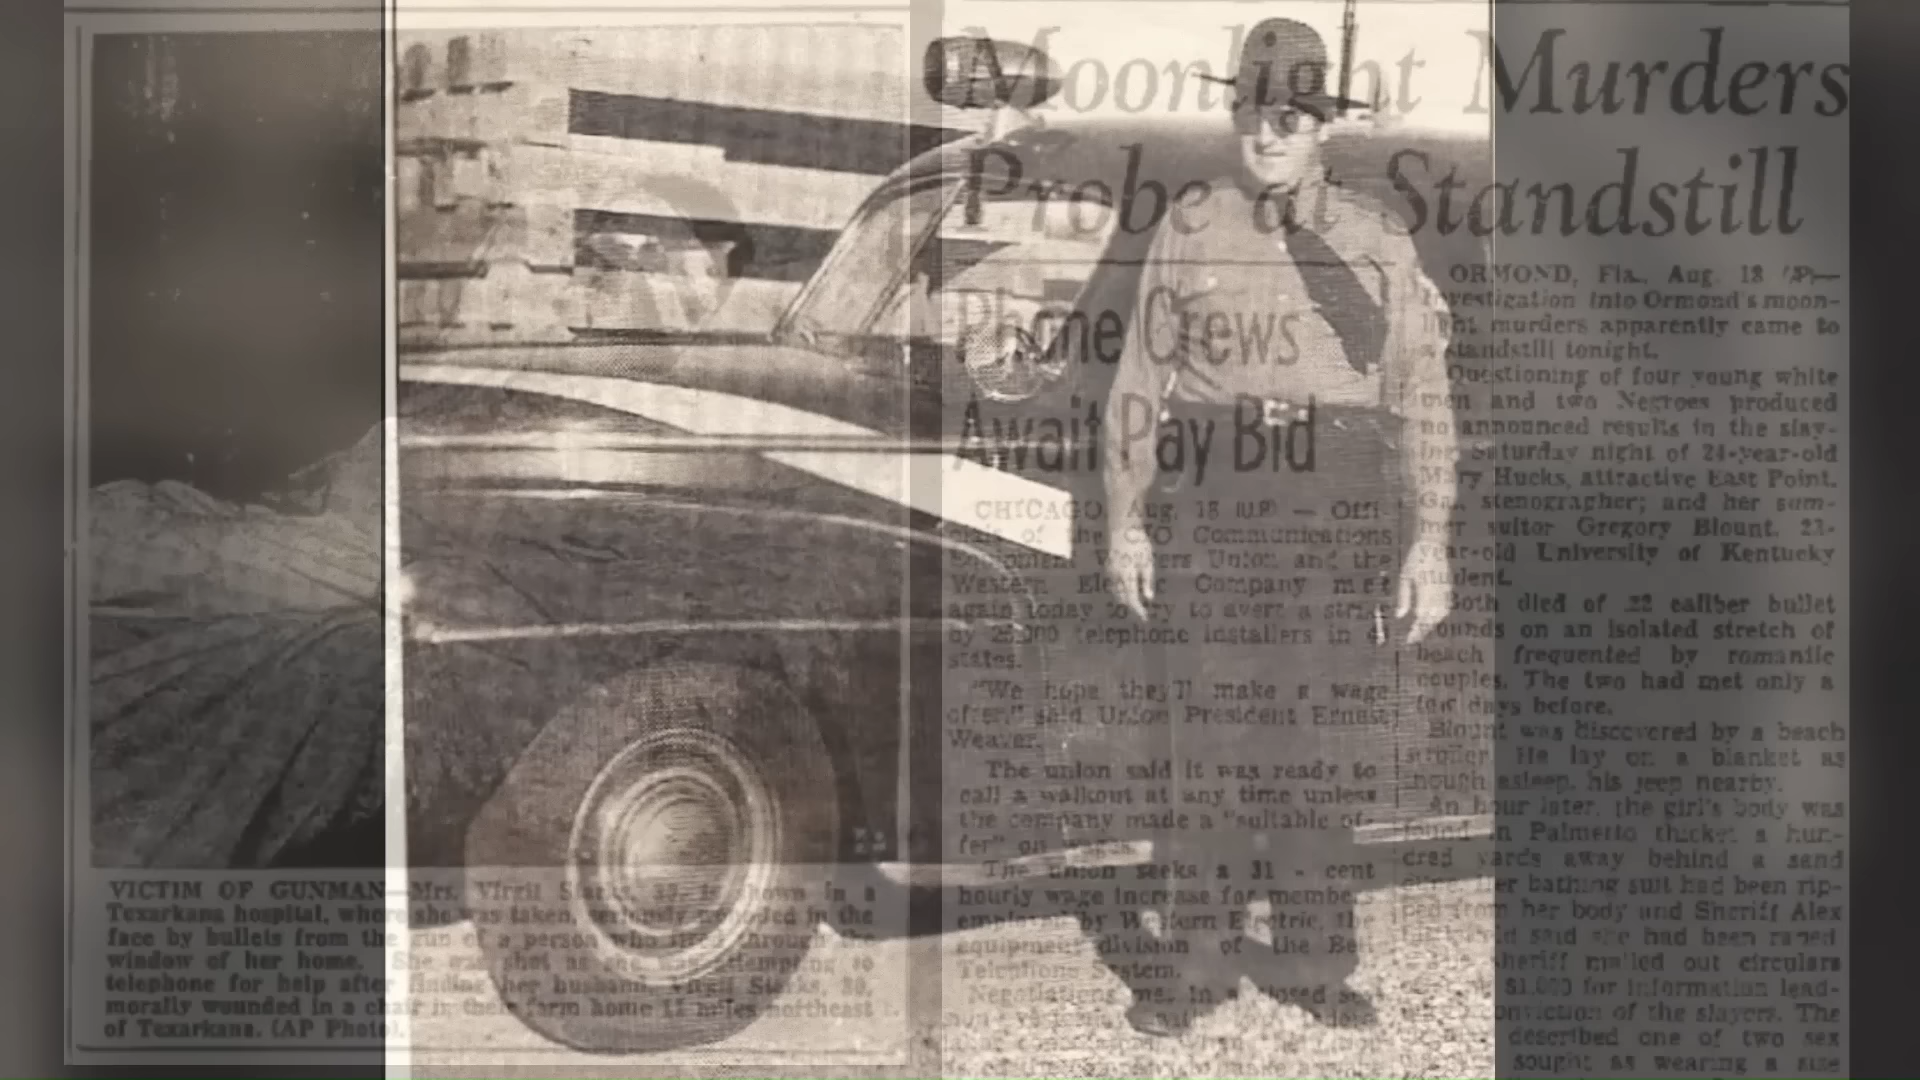 VICTIM OF GUNMAN—Mrs. Virgil Starks, is shown in a
Texarkana hospital, where she was taken, seriously wounded in the
face by bullets from the gun of a person who fired through the
window of her home. She was shot as she was attempting to
telephone for help after finding her husband, Virgil Starks,
morally wounded in a chair in their farm home 12 miles northeast
of Texarkana. (AP Photo).
Moonlight Murders
Probe at Standstill
Phone Crews
Await Pay Bid
CHICAGO, Aug. 18 (U.P.) — Offi-
cials of the CIO Communications
Equipment Workers Union and the
Western Electric Company met
again today to try to avert a strike
by telephone installers in
states.
"We hope they'll make a wage
offer," said Union President Ernest
Weaver.
The union said it was ready to
call a walkout at any time unless
the company made a "suitable of-
fer" on wages.
The union seeks a 31 - cent
hourly wage increase for members
employed by Western Electric, the
equipment division of the Bell
Telephone System.
Negotiations in a closed
ORMOND, Fla., Aug. 18 (AP)—
Investigation into Ormond's moon-
light murders apparently came to
a standstill tonight.
Questioning of four young white
men and two Negroes produced
no announced results in the slay-
ing Saturday night of 24-year-old
Mary Hucks, attractive East Point,
Ga., stenographer; and her sum-
mer suitor Gregory Blount,
year-old University of Kentucky
student.
Both died of .22 caliber bullet
wounds on an isolated stretch of
beach frequented by romantic
couples. The two had met only a
few days before.
Blount was discovered by a beach
stroller. He lay on a blanket as
though asleep, his jeep nearby.
An hour later, the girl's body was
found in Palmetto thicket a hun-
dred yards away behind a sand
dune. Her bathing suit had been rip-
ped from her body and Sheriff Alex
said she had been raped.
sheriff mailed out circulars
$1,000 for information lead-
conviction of the slayers. The
described one of two sex
sought as wearing a